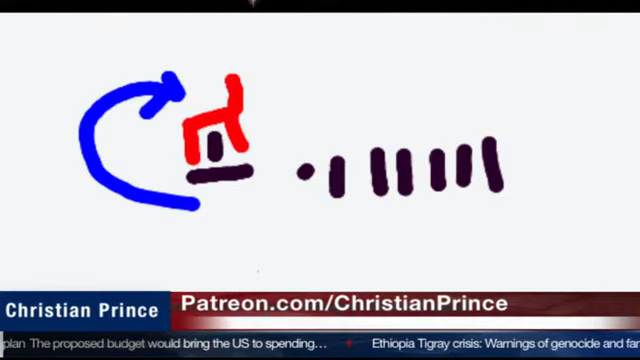 Christian Prince
Patreon.com/ChristianPrince
plan The proposed budget would bring the US to spending... Ethiopia Tigray crisis: Warnings of genocide and fan